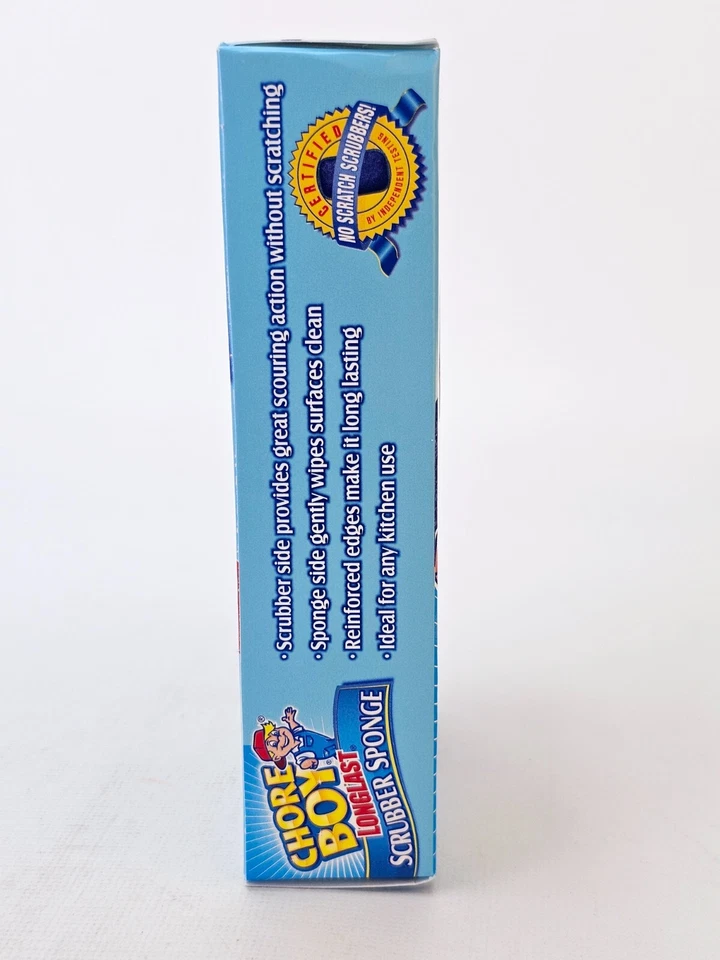 CHORE
BOY®
LONGLAST®
SCRUBBER SPONGE
• Scrubber side provides great scouring action without scratching
• Sponge side gently wipes surfaces clean
• Reinforced edges make it long lasting
• Ideal for any kitchen use
CERTIFIED
NO SCRATCH SCRUBBERS!
BY INDEPENDENT TESTING